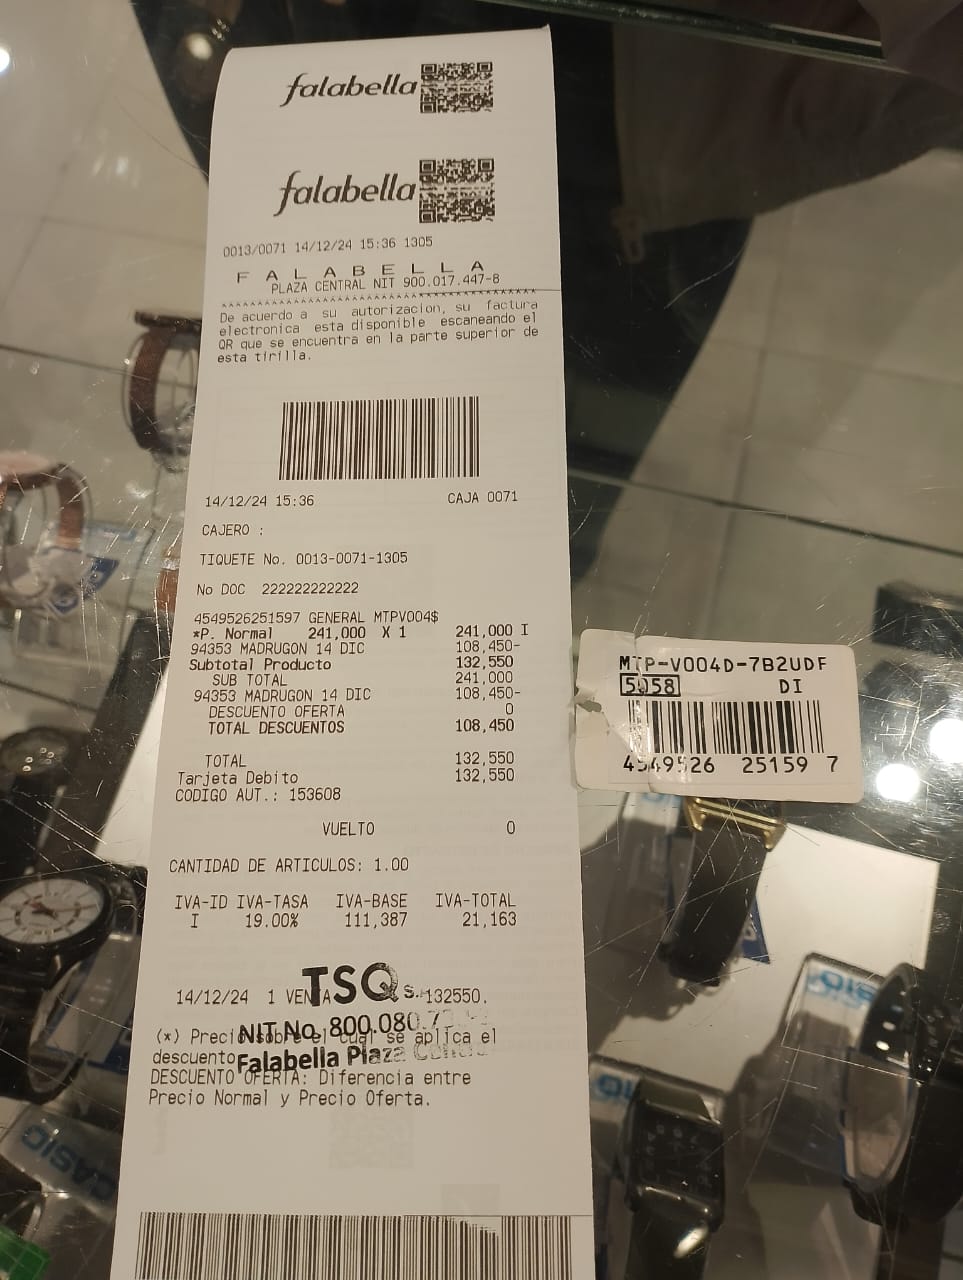 falabella
falabella
0013/0071 14/12/24 15:36 1305
F A L A B E L L A
PLAZA CENTRAL NIT 900.017.447-8
De acuerdo a su autorizacion, su factura
electronica esta disponible escaneando el
QR que se encuentra en la parte superior de
esta tirilla.
14/12/24 15:36 CAJA 0071
CAJERO :
TIQUETE No. 0013-0071-1305
No DOC 222222222222
4549526251597 GENERAL MTPV004$
*P. Normal 241,000 X 1 241,000 I
94353 MADRUGON 14 DIC 108,450-
Subtotal Producto 132,550
SUB TOTAL 241,000
94353 MADRUGON 14 DIC 108,450-
DESCUENTO OFERTA 0
TOTAL DESCUENTOS 108,450
TOTAL 132,550
Tarjeta Debito 132,550
CODIGO AUT.: 153608
VUELTO 0
CANTIDAD DE ARTICULOS: 1.00
IVA-ID IVA-TASA IVA-BASE IVA-TOTAL
I 19.00% 111,387 21,163
TSQ S.
14/12/24 1 VENTA 132550.
NIT.No. 800.080.7
(*) Precio sobre el cual se aplica el
descuento
Falabella Plaza
DESCUENTO OFERTA: Diferencia entre
Precio Normal y Precio Oferta.
MTP-V004D-7B2UDF
5058 DI
4549526 25159 7
CASIO